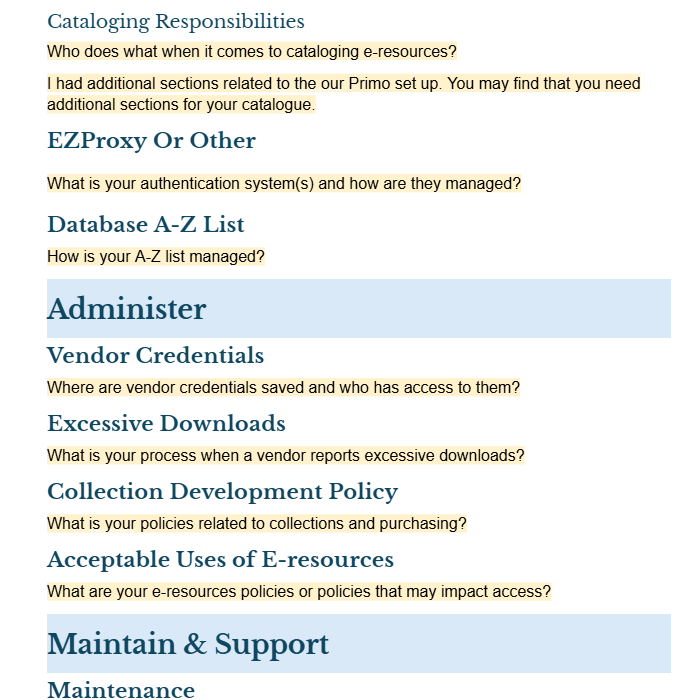 Cataloging Responsibilities
Who does what when it comes to cataloging e-resources?
I had additional sections related to the our Primo set up. You may find that you need
additional sections for your catalogue.
EZProxy Or Other
What is your authentication system(s) and how are they managed?
Database A-Z List
How is your A-Z list managed?
Administer
Vendor Credentials
Where are vendor credentials saved and who has access to them?
Excessive Downloads
What is your process when a vendor reports excessive downloads?
Collection Development Policy
What is your policies related to collections and purchasing?
Acceptable Uses of E-resources
What are your e-resources policies or policies that may impact access?
Maintain & Support
Maintenance